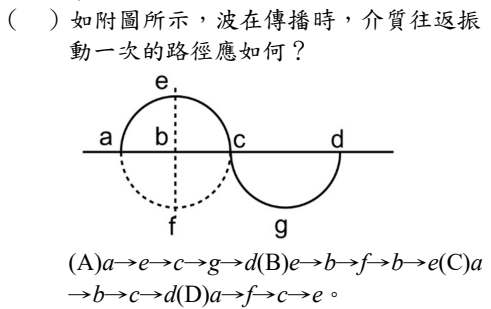 (　) 如附圖所示，波在傳播時，介質往返振
動一次的路徑應如何？
e
a b c d
f
g
(A)a→e→c→g→d(B)e→b→f→b→e(C)a
→b→c→d(D)a→f→c→e。